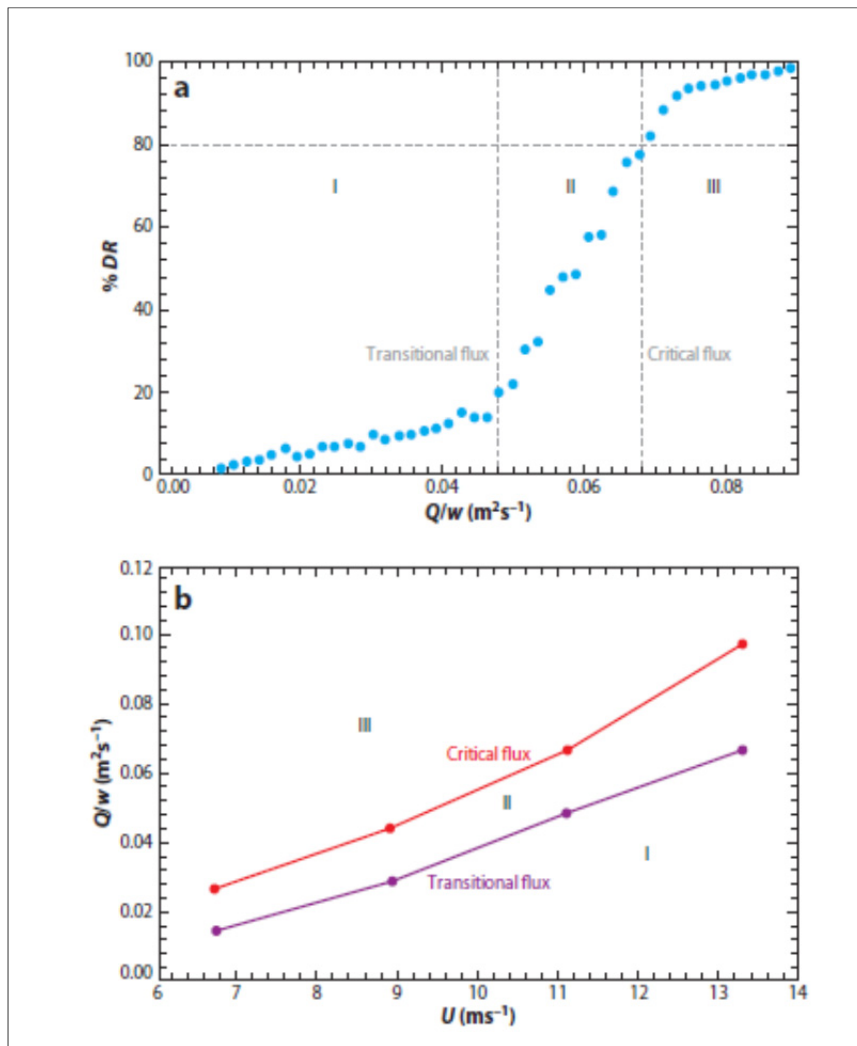 a
100
80
60
40
20
0
% DR
I
II
III
Transitional flux
Critical flux
0.00
0.02
0.04
0.06
0.08
Q/w (m²s⁻¹)
b
0.12
0.10
0.08
0.06
0.04
0.02
0.00
Q/w (m²s⁻¹)
III
Critical flux
II
I
Transitional flux
6
7
8
9
10
11
12
13
14
U (ms⁻¹)